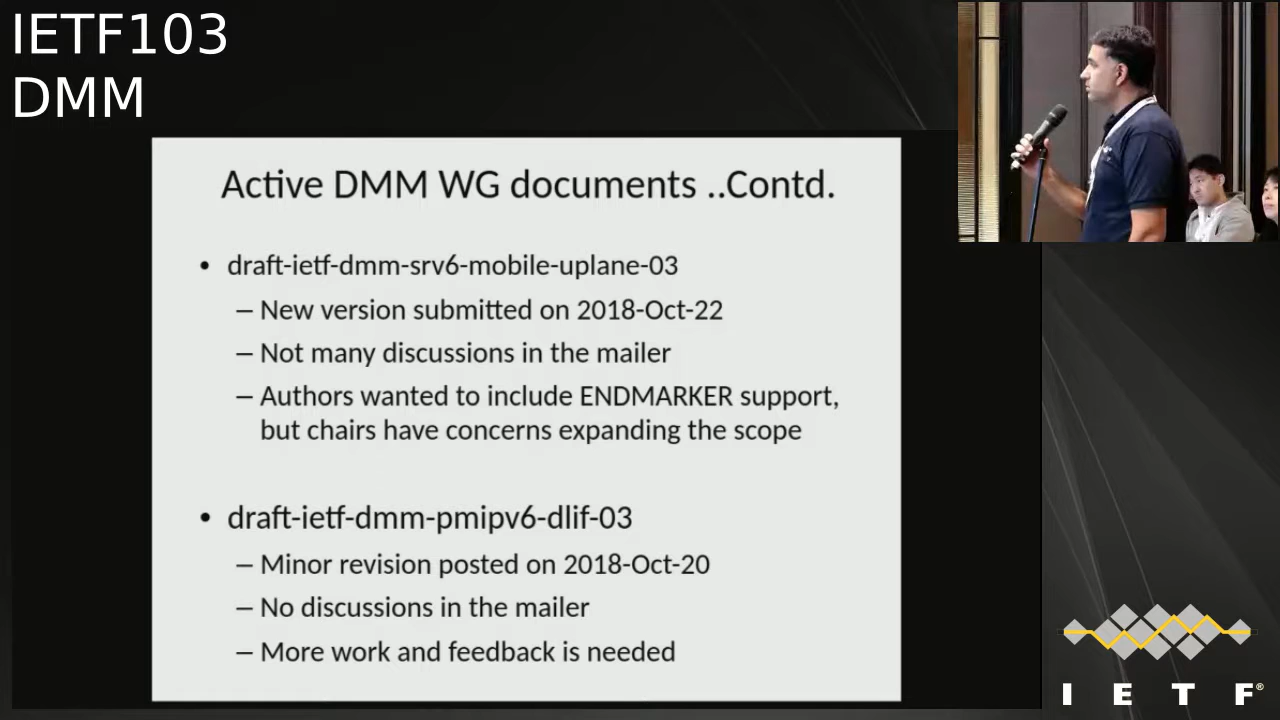 IETF103
DMM
Active DMM WG documents ..Contd.
• draft-ietf-dmm-srv6-mobile-uplane-03
– New version submitted on 2018-Oct-22
– Not many discussions in the mailer
– Authors wanted to include ENDMARKER support,
but chairs have concerns expanding the scope
• draft-ietf-dmm-pmipv6-dlif-03
– Minor revision posted on 2018-Oct-20
– No discussions in the mailer
– More work and feedback is needed
I E T F®